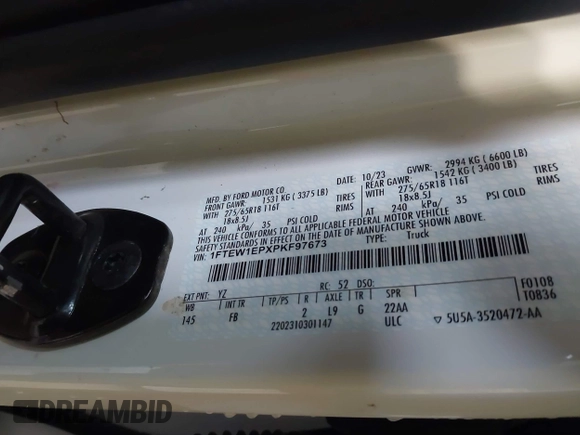 MFD. BY FORD MOTOR CO.
DATE: 10/23 GVWR: 2994 KG ( 6600 LB)
FRONT GAWR: 1531 KG ( 3375 LB) REAR GAWR: 1542 KG ( 3400 LB)
WITH 275/65R18 116T TIRES WITH 275/65R18 116T TIRES
18x8.5J RIMS 18x8.5J RIMS
AT 240 kPa/ 35 PSI COLD AT 240 kPa/ 35 PSI COLD
THIS VEHICLE CONFORMS TO ALL APPLICABLE FEDERAL MOTOR VEHICLE
SAFETY STANDARDS IN EFFECT ON DATE OF MANUFACTURE SHOWN ABOVE.
VIN: 1FTEW1EPXPKF97673 TYPE: Truck
EXT PNT: YZ RC: 52 DSO: F0108
WB INT TR TP/PS R AXLE TR SPR T0836
145 FB 2 L9 G 22AA
2202310301147 ULC ▽ 5U5A-3520472-AA
DREAMBID